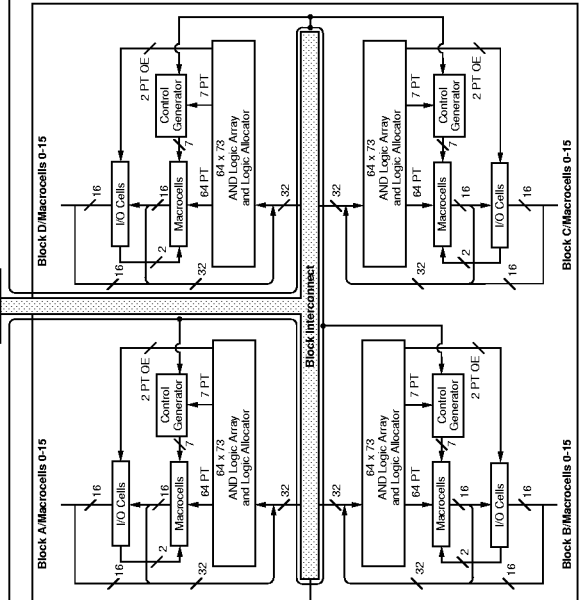 Block D/Macrocells 0-15
16
I/O Cells
16
2 PT OE
2
16
Control
Generator
7
Macrocells
7 PT
64 PT
32
64 x 73
AND Logic Array
and Logic Allocator
32
Block Interconnect
32
64 x 73
AND Logic Array
and Logic Allocator
7 PT
64 PT
32
Control
Generator
7
Macrocells
16
2
2 PT OE
I/O Cells
16
16
Block C/Macrocells 0-15
Block A/Macrocells 0-15
16
I/O Cells
16
2 PT OE
2
16
Control
Generator
7
Macrocells
7 PT
64 PT
32
64 x 73
AND Logic Array
and Logic Allocator
32
32
64 x 73
AND Logic Array
and Logic Allocator
7 PT
64 PT
32
Control
Generator
7
Macrocells
16
2
2 PT OE
I/O Cells
16
16
Block B/Macrocells 0-15